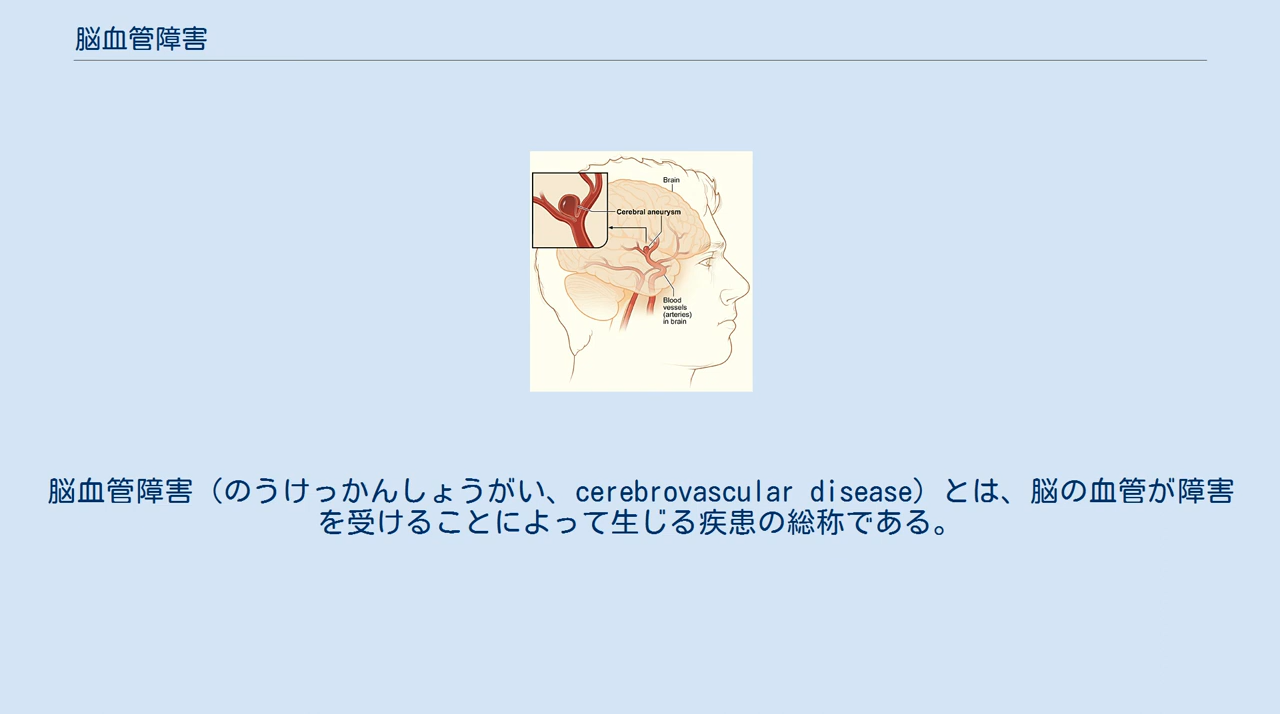 脳血管障害
Brain
Cerebral aneurysm
Blood
vessels
(arteries)
in brain
脳血管障害（のうけっかんしょうがい、cerebrovascular disease）とは、脳の血管が障害
を受けることによって生じる疾患の総称である。